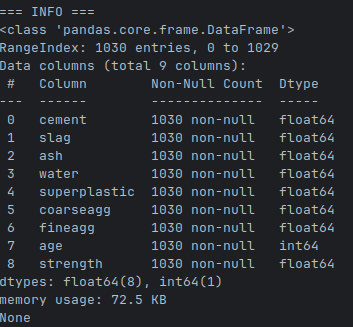 === INFO ===
<class 'pandas.core.frame.DataFrame'>
RangeIndex: 1030 entries, 0 to 1029
Data columns (total 9 columns):
 #   Column        Non-Null Count  Dtype
---  ------        --------------  -----
 0   cement        1030 non-null   float64
 1   slag          1030 non-null   float64
 2   ash           1030 non-null   float64
 3   water         1030 non-null   float64
 4   superplastic  1030 non-null   float64
 5   coarseagg     1030 non-null   float64
 6   fineagg       1030 non-null   float64
 7   age           1030 non-null   int64
 8   strength      1030 non-null   float64
dtypes: float64(8), int64(1)
memory usage: 72.5 KB
None